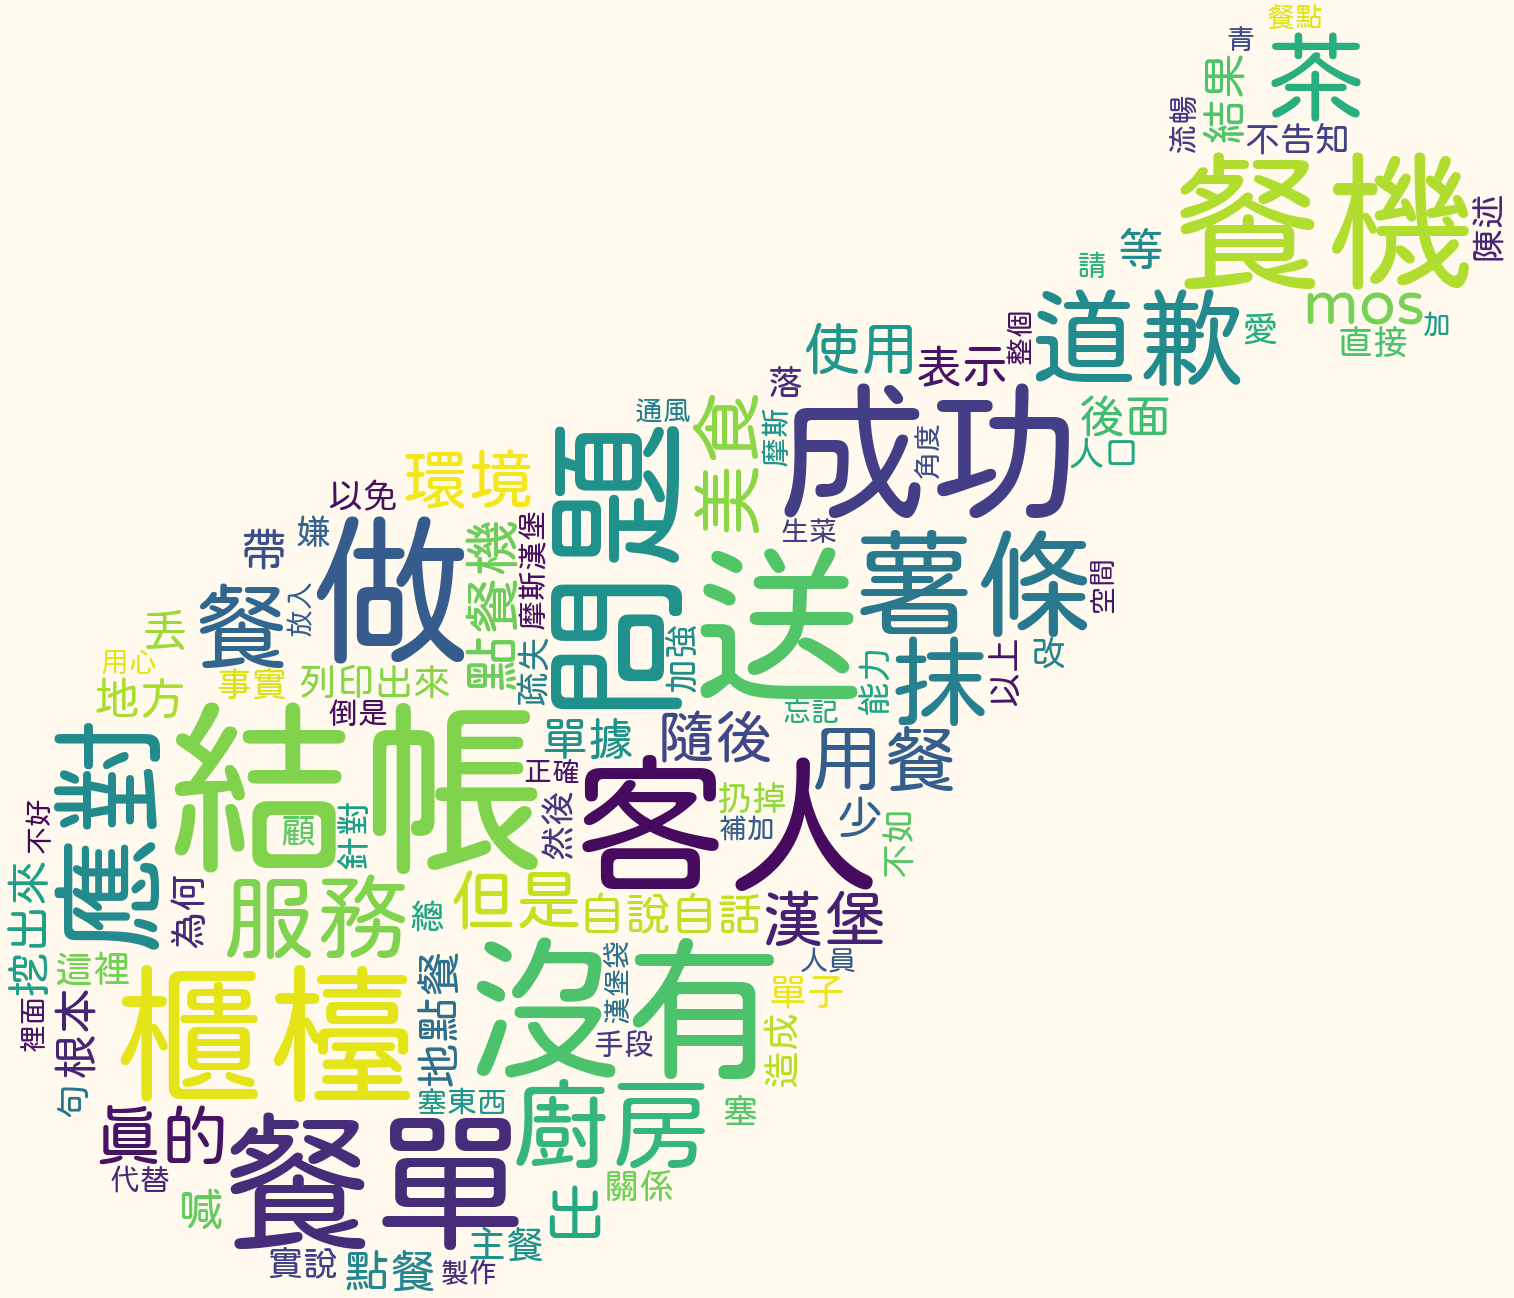 餐點
青
茶
結果
流暢
不告知
餐機
陳述
等
請
道歉
mos
加
直接
愛
整個
使用
表示
落
成功
後面
人口
角度
通風
美食
摩斯
問題
環境
以免
嫌
做
帶
點餐機
摩斯漢堡
生菜
薯條
空間
送
餐
放入
丟
用心
地方
事實
列印出來
倒是
疏失
加強
能力
抹
以上
改
忘記
單據
隨後
用餐
應對
結帳
顧
針對
正確
然後
客人
扔掉
補加
少
不如
不好
出來
為何
服務
總
但是
自說自話
漢堡
人員
挖
這裡
裡面
根本
櫃檯
地點餐
沒有
漢堡袋
手段
單子
造成
句
塞東西
廚房
塞
真的
代替
餐單
喊
出
關係
主餐
實說
點餐
製作